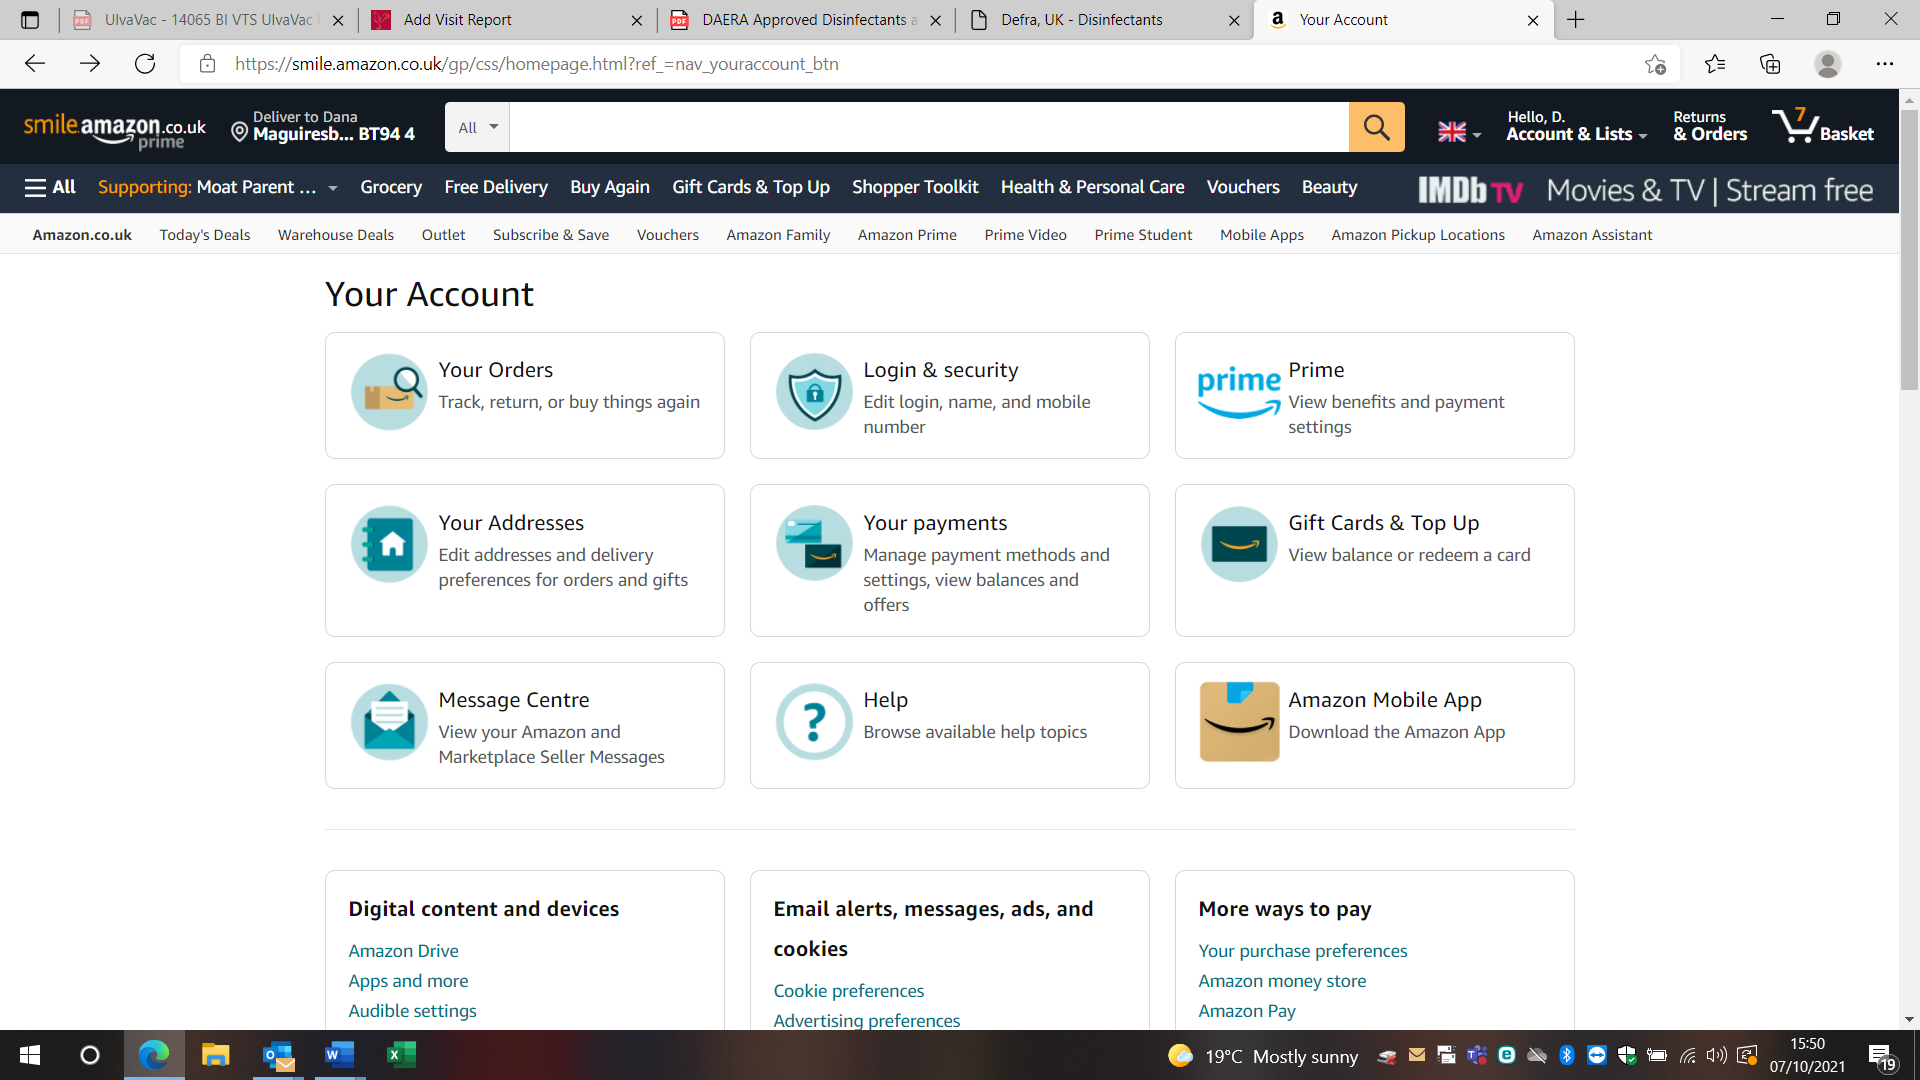 UlvaVac - 14065 BI VTS UlvaVac
Add Visit Report
DAERA Approved Disinfectants a
Defra, UK - Disinfectants
Your Account
https://smile.amazon.co.uk/gp/css/homepage.html?ref_=nav_youraccount_btn
smile.amazon.co.uk
prime
Deliver to Dana
Maguiresb... BT94 4
All
Hello, D.
Account & Lists
Returns
& Orders
7
Basket
All
Supporting: Moat Parent ...
Grocery
Free Delivery
Buy Again
Gift Cards & Top Up
Shopper Toolkit
Health & Personal Care
Vouchers
Beauty
IMDb TV
Movies & TV | Stream free
Amazon.co.uk
Today's Deals
Warehouse Deals
Outlet
Subscribe & Save
Vouchers
Amazon Family
Amazon Prime
Prime Video
Prime Student
Mobile Apps
Amazon Pickup Locations
Amazon Assistant
Your Account
Your Orders
Track, return, or buy things again
Login & security
Edit login, name, and mobile
number
prime
Prime
View benefits and payment
settings
Your Addresses
Edit addresses and delivery
preferences for orders and gifts
Your payments
Manage payment methods and
settings, view balances and
offers
Gift Cards & Top Up
View balance or redeem a card
Message Centre
View your Amazon and
Marketplace Seller Messages
?
Help
Browse available help topics
Amazon Mobile App
Download the Amazon App
Digital content and devices
Amazon Drive
Apps and more
Audible settings
Email alerts, messages, ads, and
cookies
Cookie preferences
Advertising preferences
More ways to pay
Your purchase preferences
Amazon money store
Amazon Pay
19°C Mostly sunny
15:50
07/10/2021
19